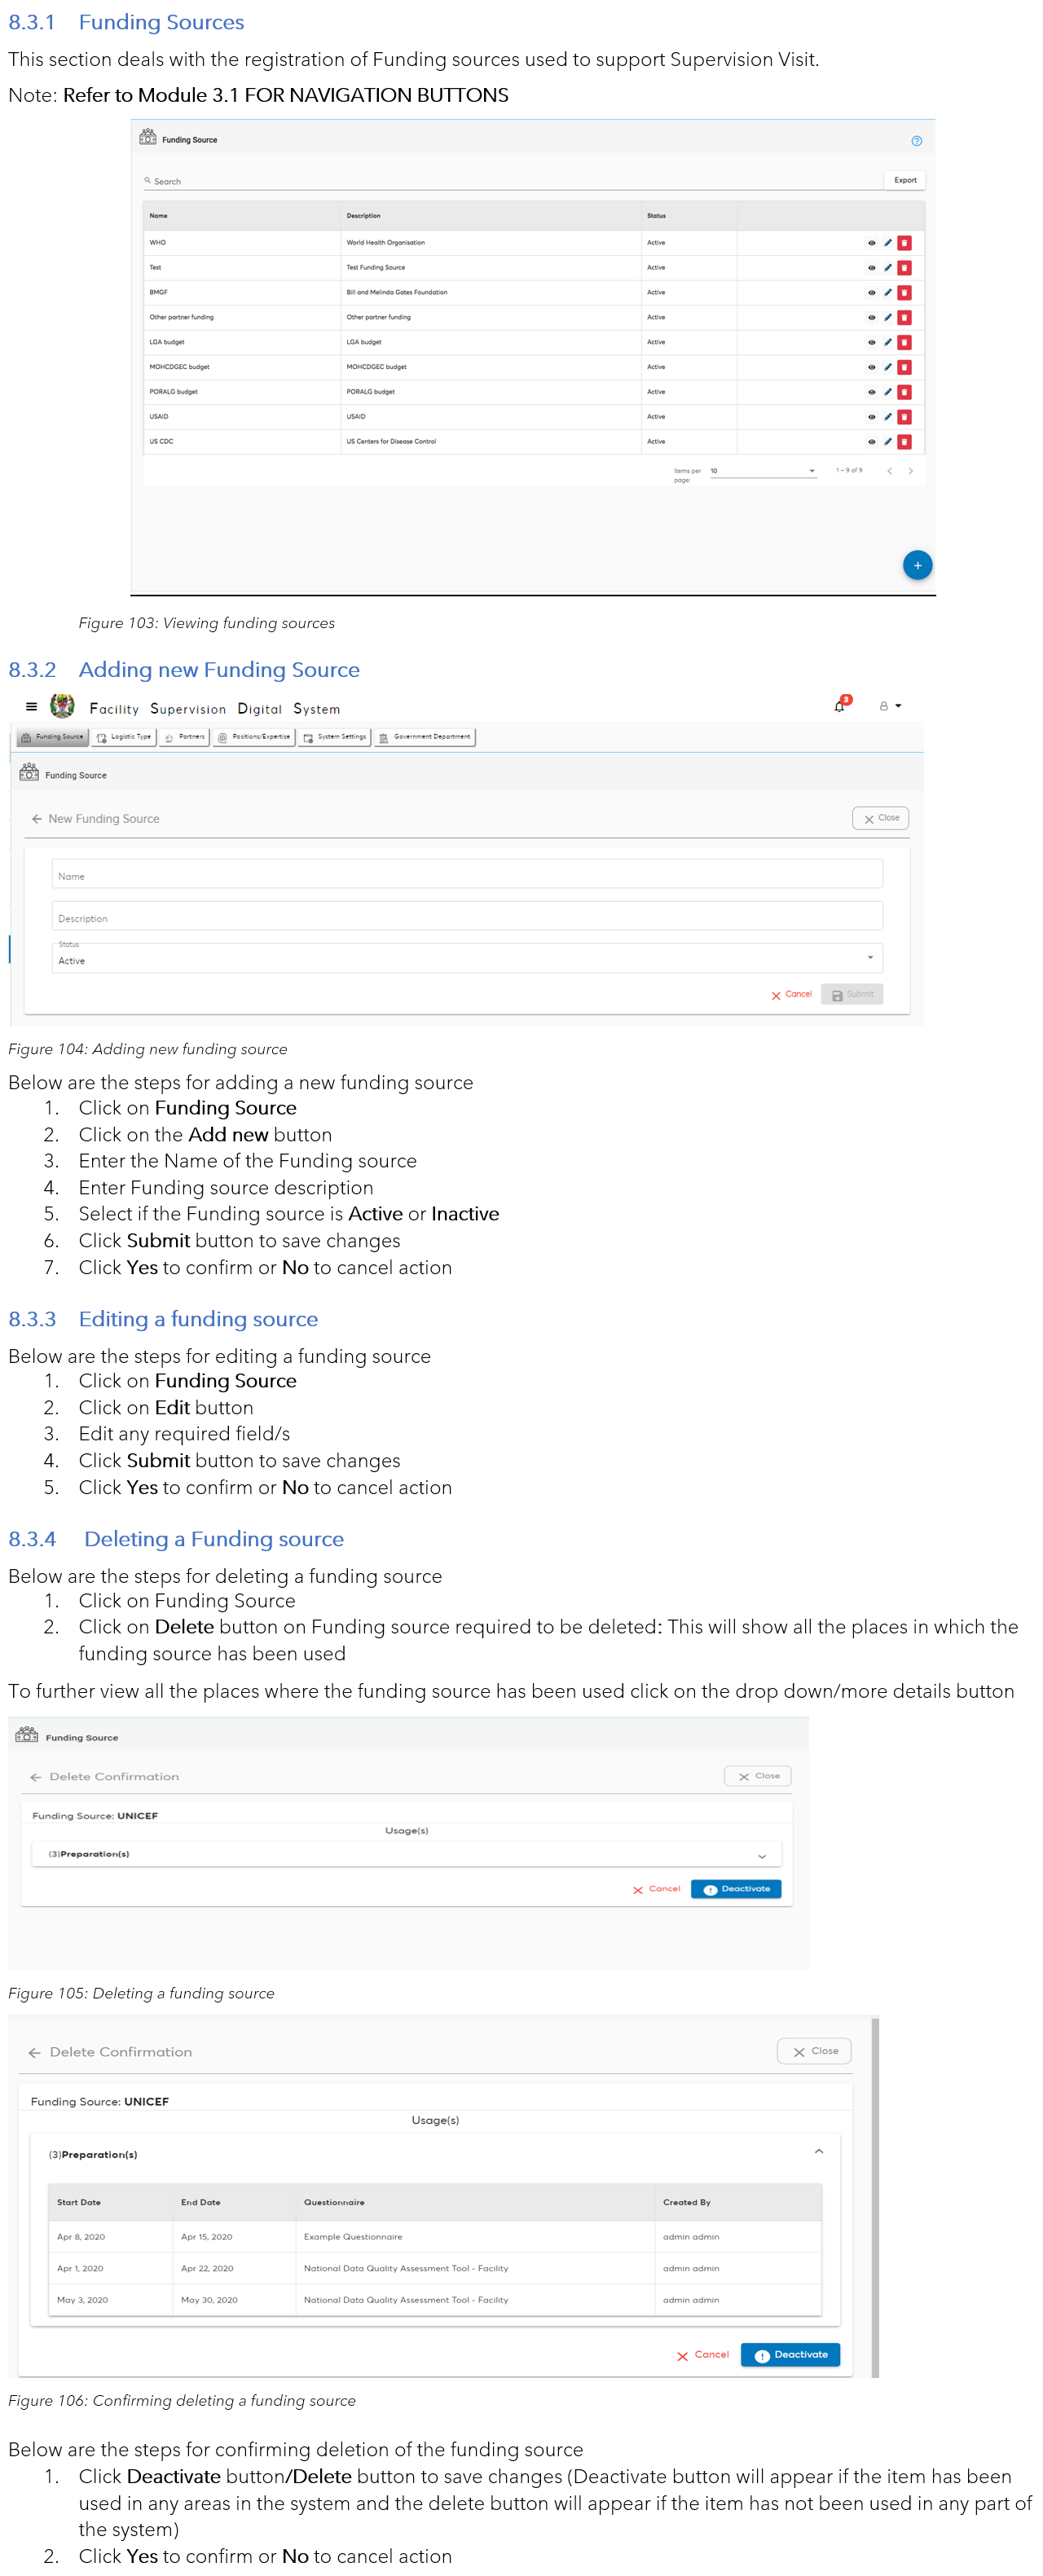 8.3.1 Funding Sources
This section deals with the registration of Funding sources used to support Supervision Visit.
Note: Refer to Module 3.1 FOR NAVIGATION BUTTONS
Funding Source
Search
Export
Name Description Status
WHO World Health Organisation Active
Test Test Funding Source Active
BMGF Bill and Melinda Gates Foundation Active
Other partner funding Other partner funding Active
LGA budget LGA budget Active
MOHCDGEC budget MOHCDGEC budget Active
PORALG budget PORALG budget Active
USAID USAID Active
US CDC US Centers for Disease Control Active
Items per page: 10 1 – 9 of 9
+
Figure 103: Viewing funding sources
8.3.2 Adding new Funding Source
Facility Supervision Digital System
3
Funding Source Logistic Type Partners Positions/Expertise System Settings Government Department
Funding Source
New Funding Source
Close
Name
Description
Status
Active
Cancel Submit
Figure 104: Adding new funding source
Below are the steps for adding a new funding source
1. Click on Funding Source
2. Click on the Add new button
3. Enter the Name of the Funding source
4. Enter Funding source description
5. Select if the Funding source is Active or Inactive
6. Click Submit button to save changes
7. Click Yes to confirm or No to cancel action
8.3.3 Editing a funding source
Below are the steps for editing a funding source
1. Click on Funding Source
2. Click on Edit button
3. Edit any required field/s
4. Click Submit button to save changes
5. Click Yes to confirm or No to cancel action
8.3.4 Deleting a Funding source
Below are the steps for deleting a funding source
1. Click on Funding Source
2. Click on Delete button on Funding source required to be deleted: This will show all the places in which the
funding source has been used
To further view all the places where the funding source has been used click on the drop down/more details button
Funding Source
Delete Confirmation
Close
Funding Source: UNICEF
Usage(s)
(3)Preparation(s)
Cancel Deactivate
Figure 105: Deleting a funding source
Delete Confirmation
Close
Funding Source: UNICEF
Usage(s)
(3)Preparation(s)
Start Date End Date Questionnaire Created By
Apr 8, 2020 Apr 15, 2020 Example Questionnaire admin admin
Apr 1, 2020 Apr 22, 2020 National Data Quality Assessment Tool - Facility admin admin
May 3, 2020 May 30, 2020 National Data Quality Assessment Tool - Facility admin admin
Cancel Deactivate
Figure 106: Confirming deleting a funding source
Below are the steps for confirming deletion of the funding source
1. Click Deactivate button/Delete button to save changes (Deactivate button will appear if the item has been
used in any areas in the system and the delete button will appear if the item has not been used in any part of
the system)
2. Click Yes to confirm or No to cancel action